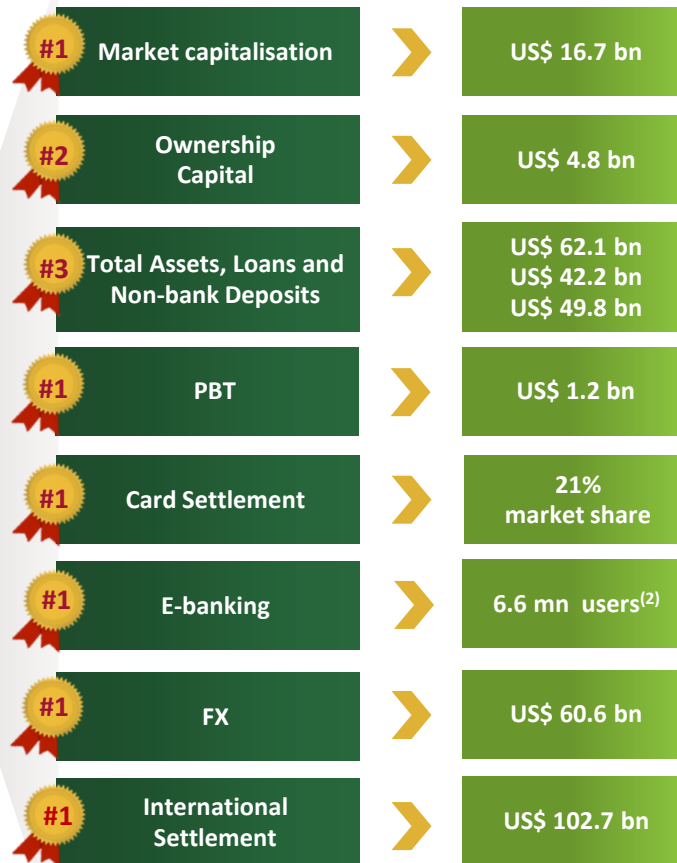 #1
Market capitalisation
US$ 16.7 bn
#2
Ownership
Capital
US$ 4.8 bn
#3
Total Assets, Loans and
Non-bank Deposits
US$ 62.1 bn
US$ 42.2 bn
US$ 49.8 bn
#1
PBT
US$ 1.2 bn
#1
Card Settlement
21%
market share
#1
E-banking
6.6 mn users(2)
#1
FX
US$ 60.6 bn
#1
International
Settlement
US$ 102.7 bn